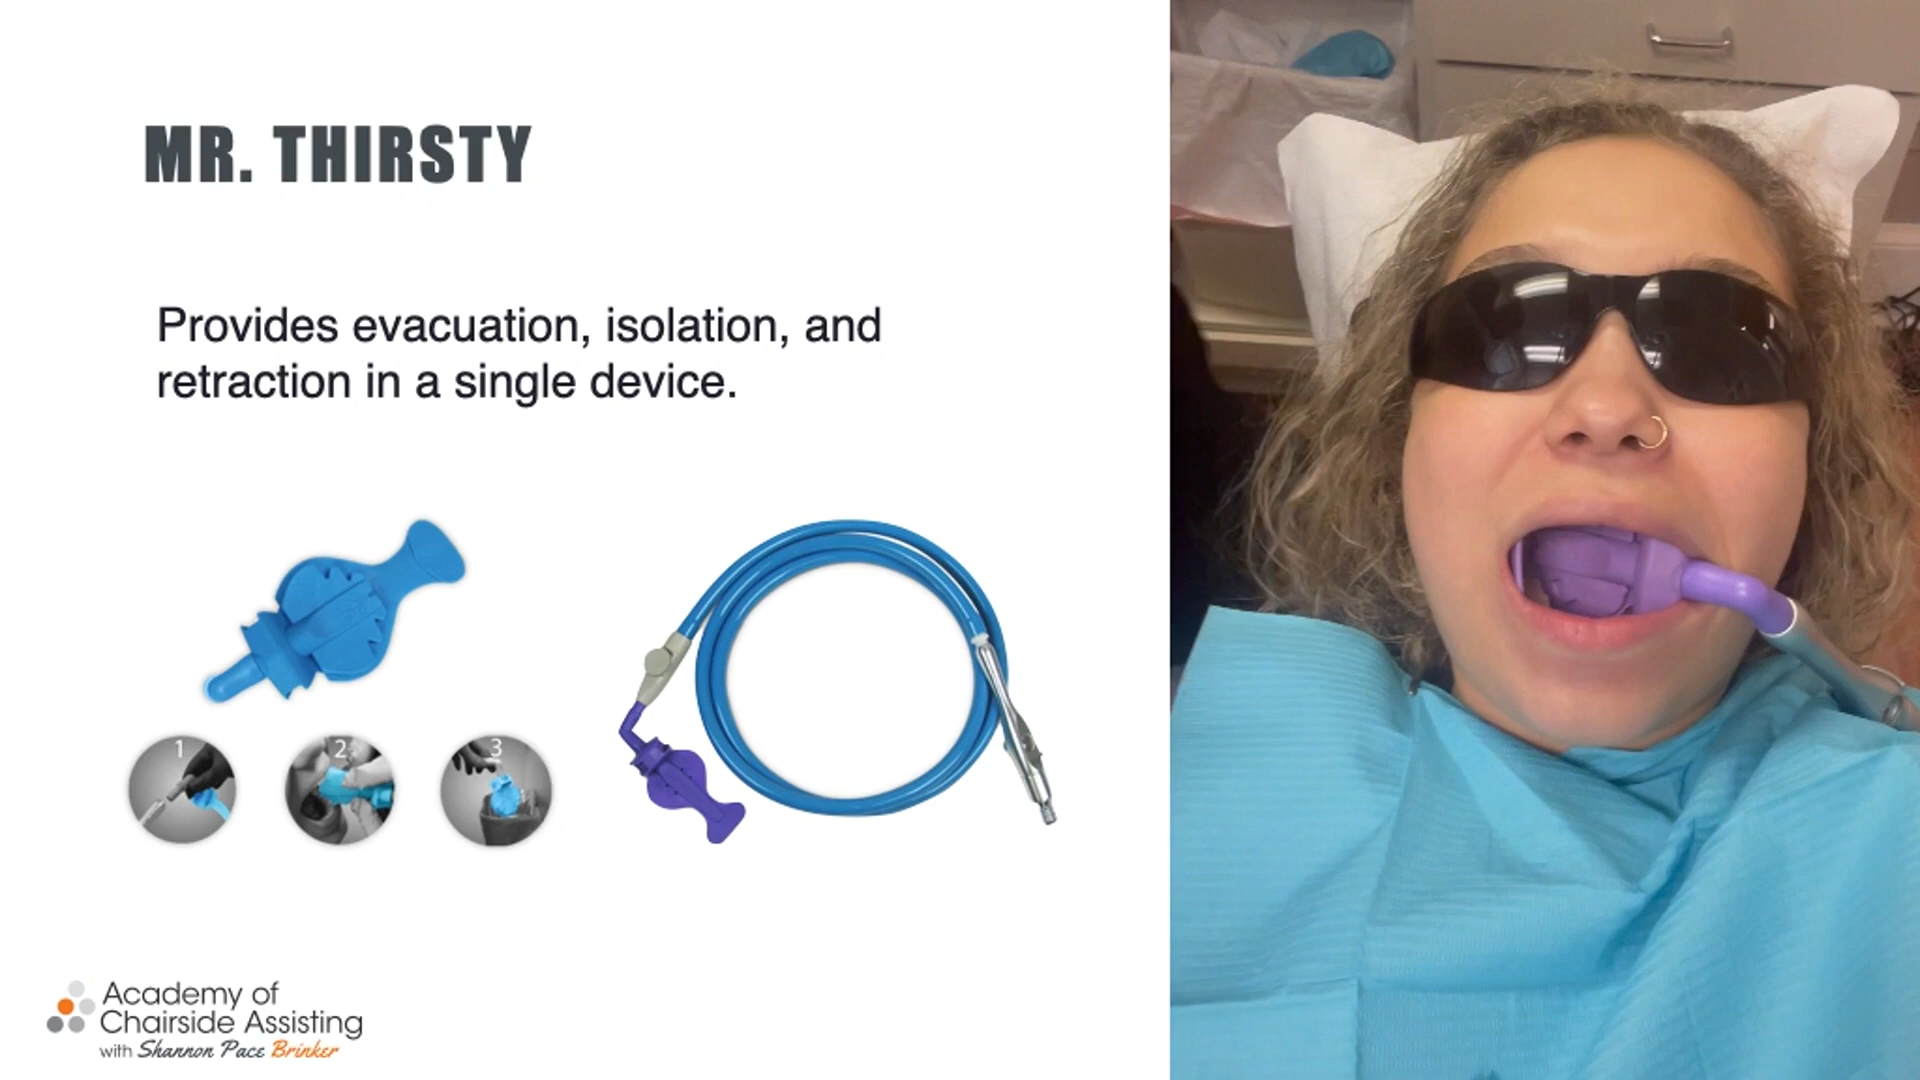 MR. THIRSTY
Provides evacuation, isolation, and
retraction in a single device.
1
2
3
Academy of
Chairside Assisting
with Shannon Pace Brinker